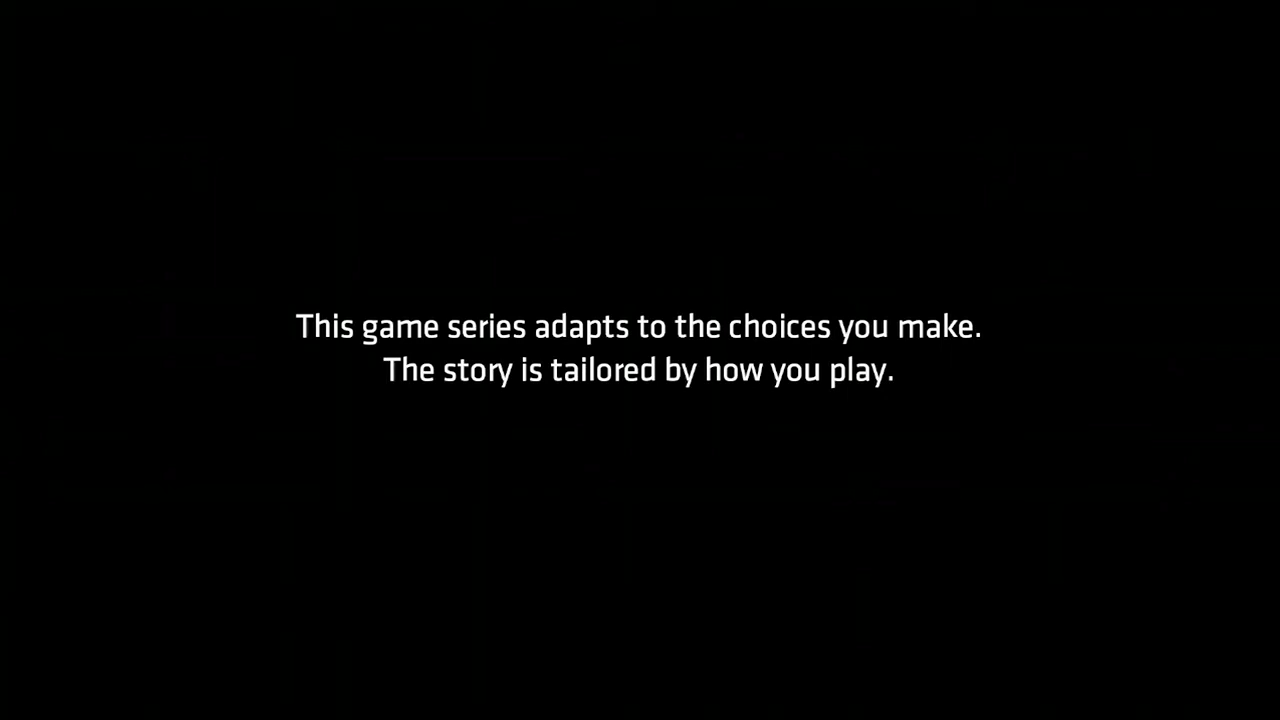 This game series adapts to the choices you make.
The story is tailored by how you play.